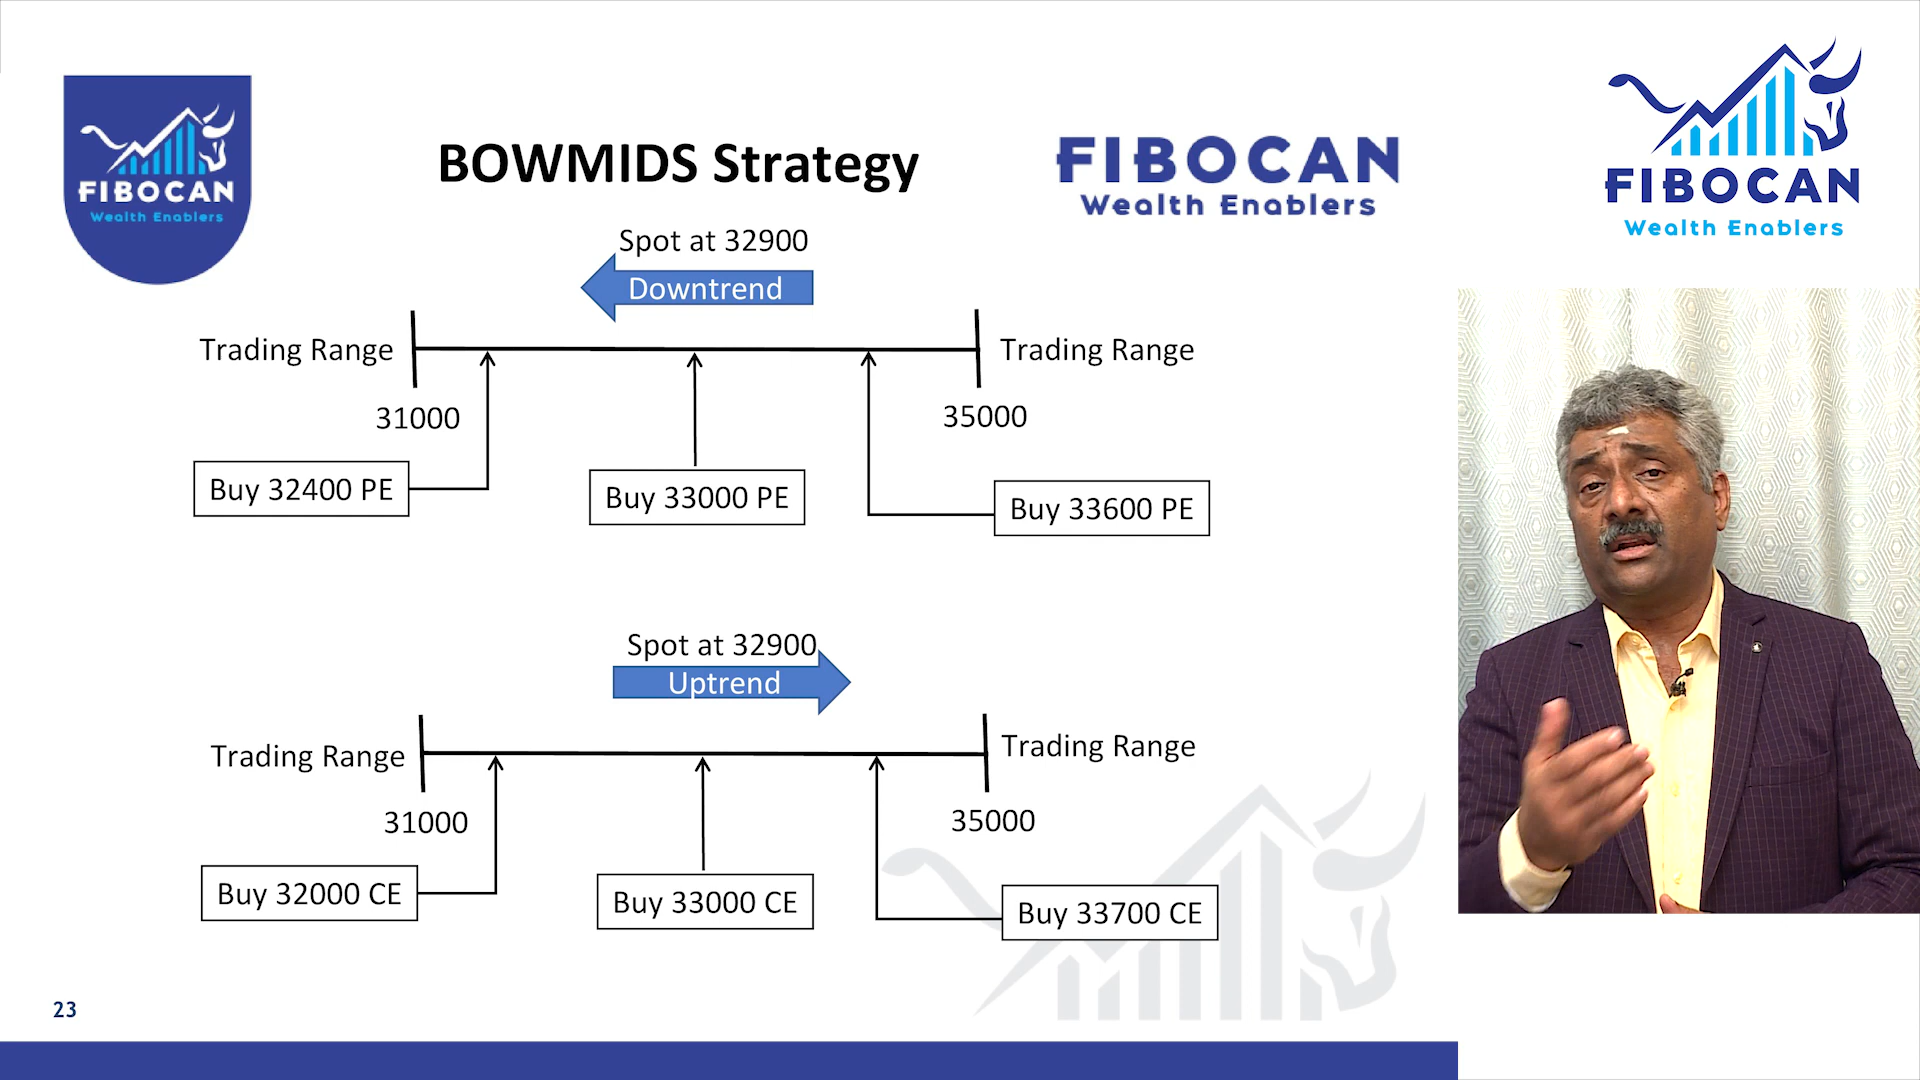 FIBOCAN
Wealth Enablers
BOWMIDS Strategy
FIBOCAN
Wealth Enablers
FIBOCAN
Wealth Enablers
Spot at 32900
Downtrend
Trading Range
Trading Range
31000
35000
Buy 32400 PE
Buy 33000 PE
Buy 33600 PE
Spot at 32900
Uptrend
Trading Range
Trading Range
31000
35000
Buy 32000 CE
Buy 33000 CE
Buy 33700 CE
23